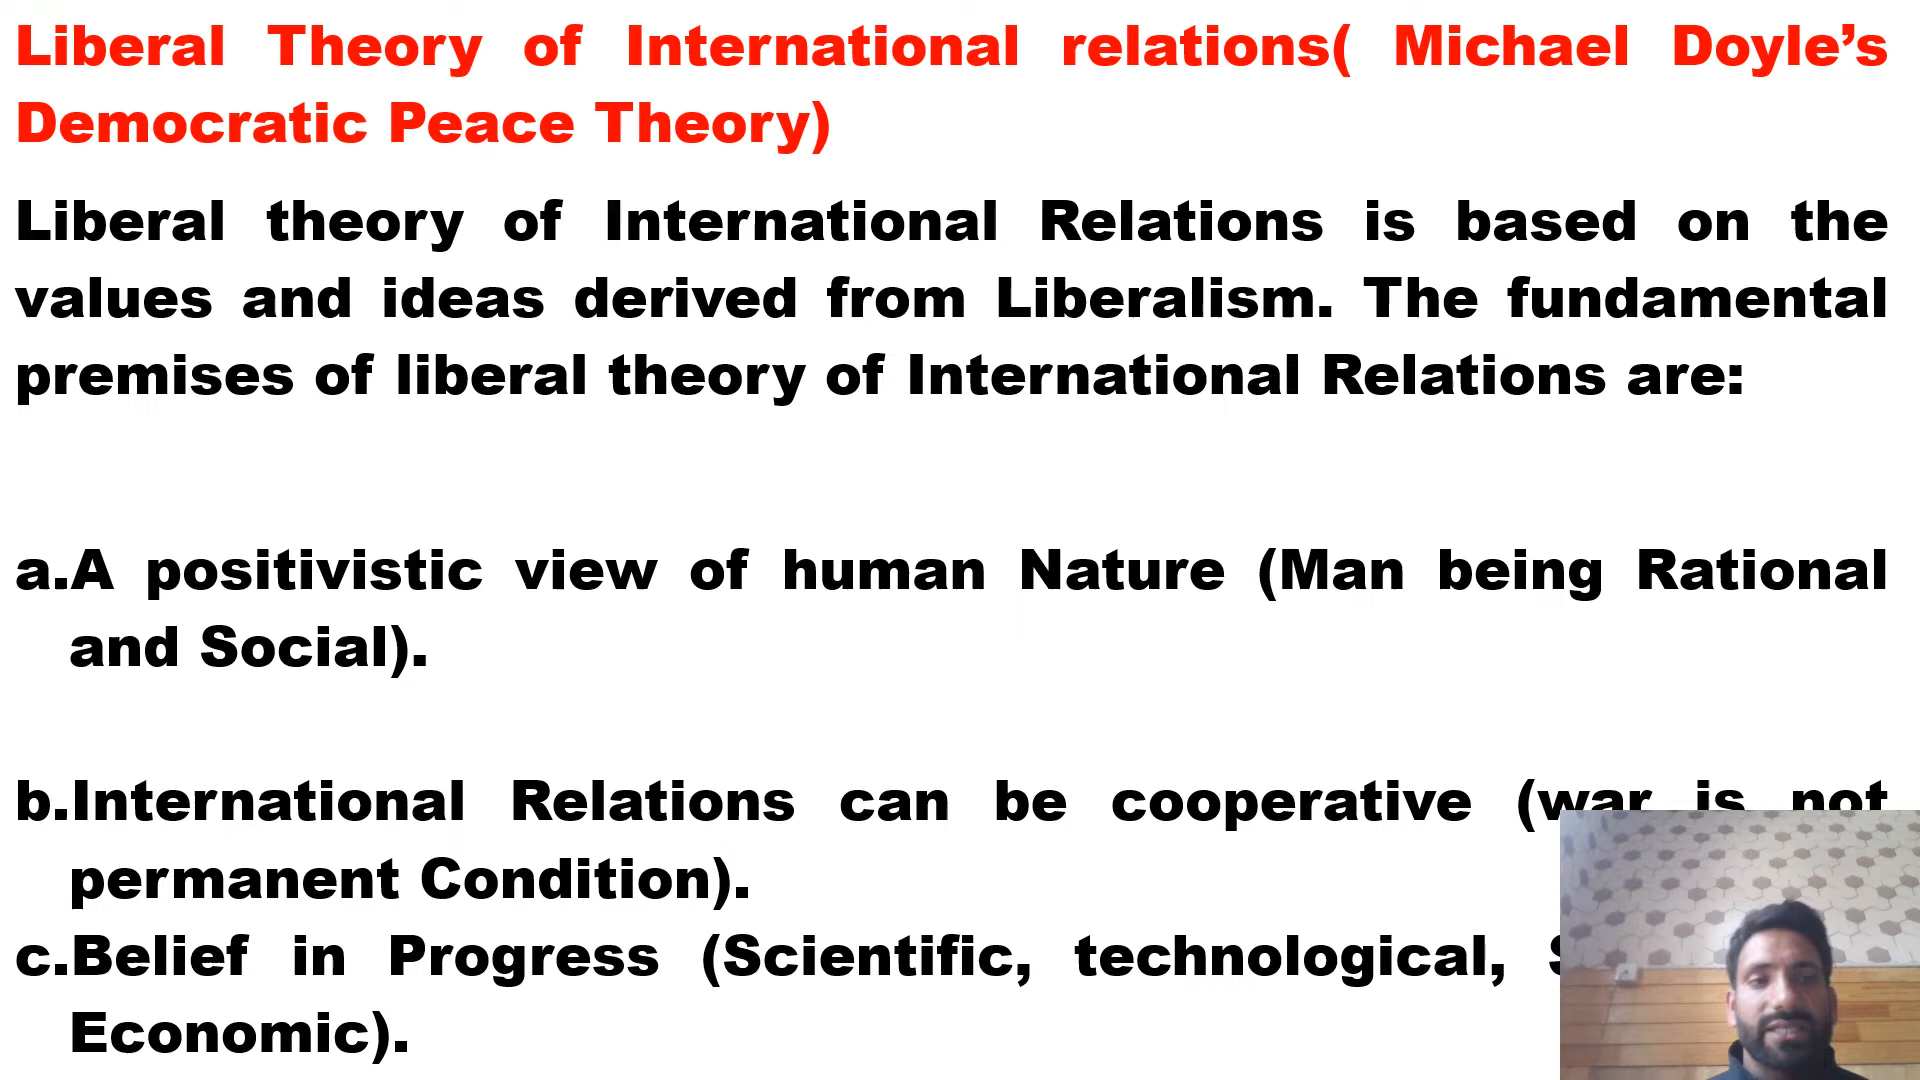 Liberal Theory of International relations( Michael Doyle’s
Democratic Peace Theory)
Liberal theory of International Relations is based on the
values and ideas derived from Liberalism. The fundamental
premises of liberal theory of International Relations are:
a.A positivistic view of human Nature (Man being Rational
and Social).
b.International Relations can be cooperative (war is not
permanent Condition).
c.Belief in Progress (Scientific, technological,
Economic).